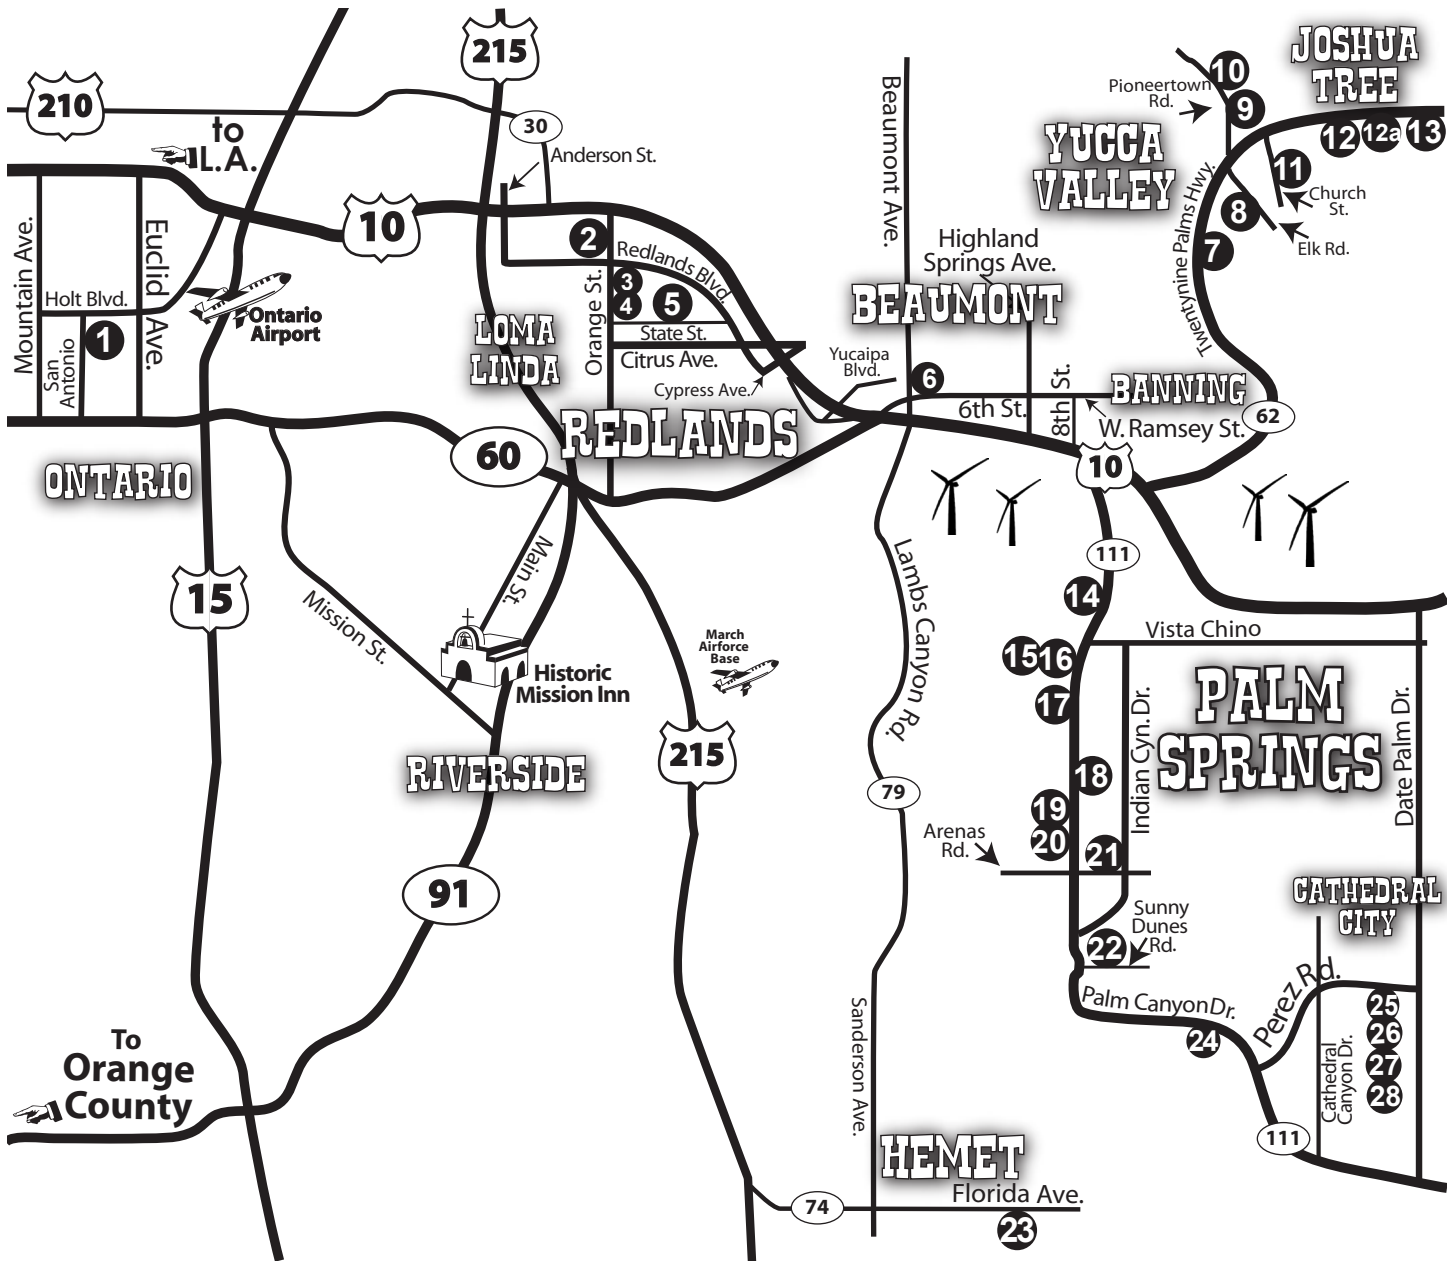 210
215
30
to
L.A.
Anderson St.
10
Mountain Ave.
Euclid
Ave.
Holt Blvd.
San
Antonio
1
Ontario
Airport
ONTARIO
LOMA
LINDA
2
Redlands Blvd.
Orange St.
3
4
5
State St.
Citrus Ave.
Cypress Ave.
REDLANDS
60
Beaumont Ave.
Highland
Springs Ave.
BEAUMONT
Yucaipa
Blvd.
6
6th St.
8th St.
BANNING
W. Ramsey St.
62
10
Pioneertown
Rd.
10
9
JOSHUA
TREE
12
12a
13
YUCCA
VALLEY
11
Church
St.
8
Elk Rd.
7
Twentynine Palms Hwy.
15
Mission St.
Main St.
Historic
Mission Inn
RIVERSIDE
91
To
Orange
County
March
Airforce
Base
215
Lambs Canyon Rd.
79
Sanderson Ave.
HEMET
Florida Ave.
74
23
111
14
Vista Chino
15
16
17
PALM
SPRINGS
Indian Cyn. Dr.
Date Palm Dr.
18
19
20
Arenas
Rd.
21
Sunny
Dunes
Rd.
22
Palm Canyon Dr.
24
CATHEDRAL
CITY
Perez Rd.
Cathedral
Canyon Dr.
25
26
27
28
111